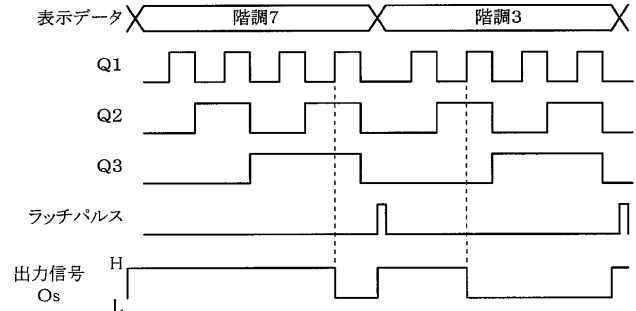 表示データ 階調7 階調3
Q1
Q2
Q3
ラッチパルス
出力信号 H
Os
L